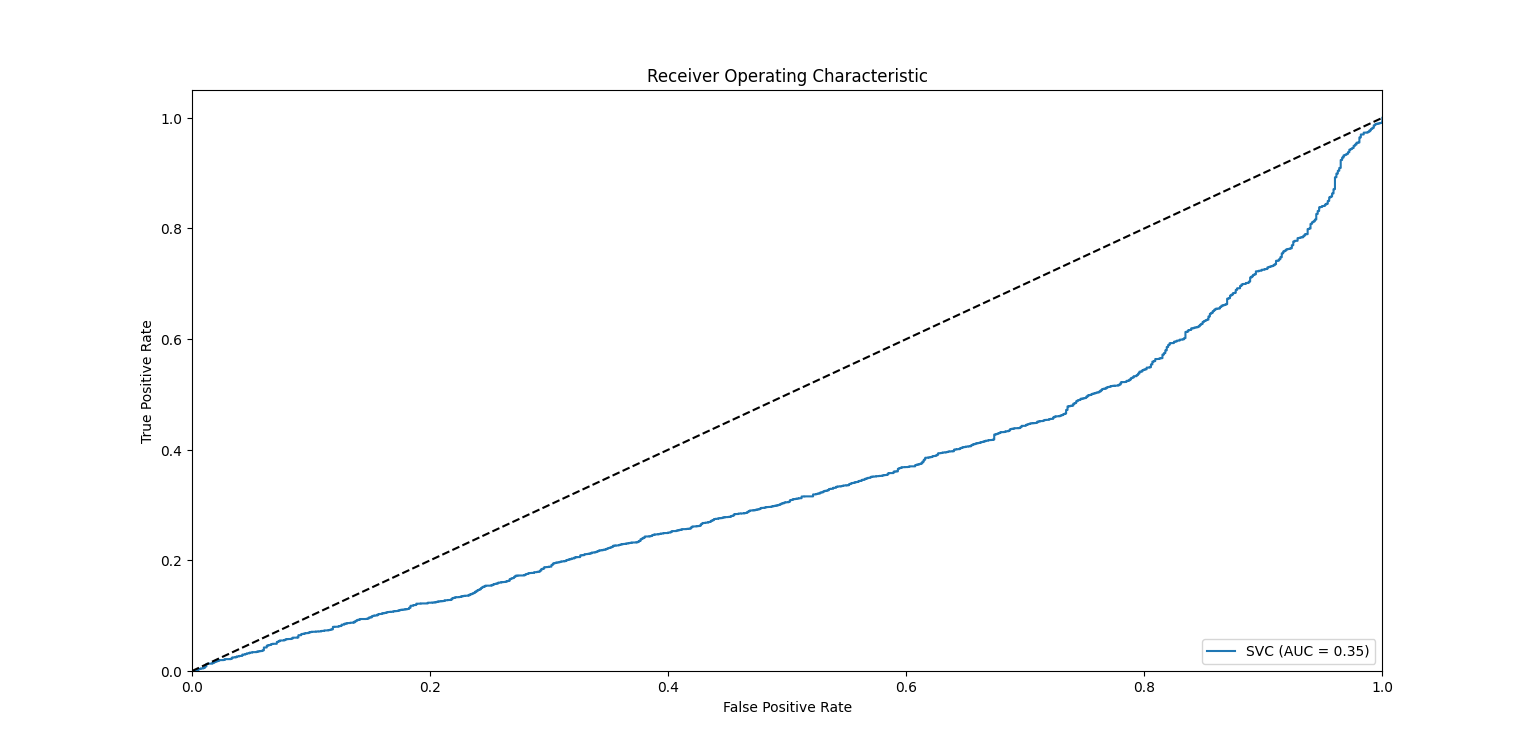 Receiver Operating Characteristic
1.0
0.8
0.6
0.4
0.2
0.0
True Positive Rate
SVC (AUC = 0.35)
0.0 0.2 0.4 0.6 0.8 1.0
False Positive Rate